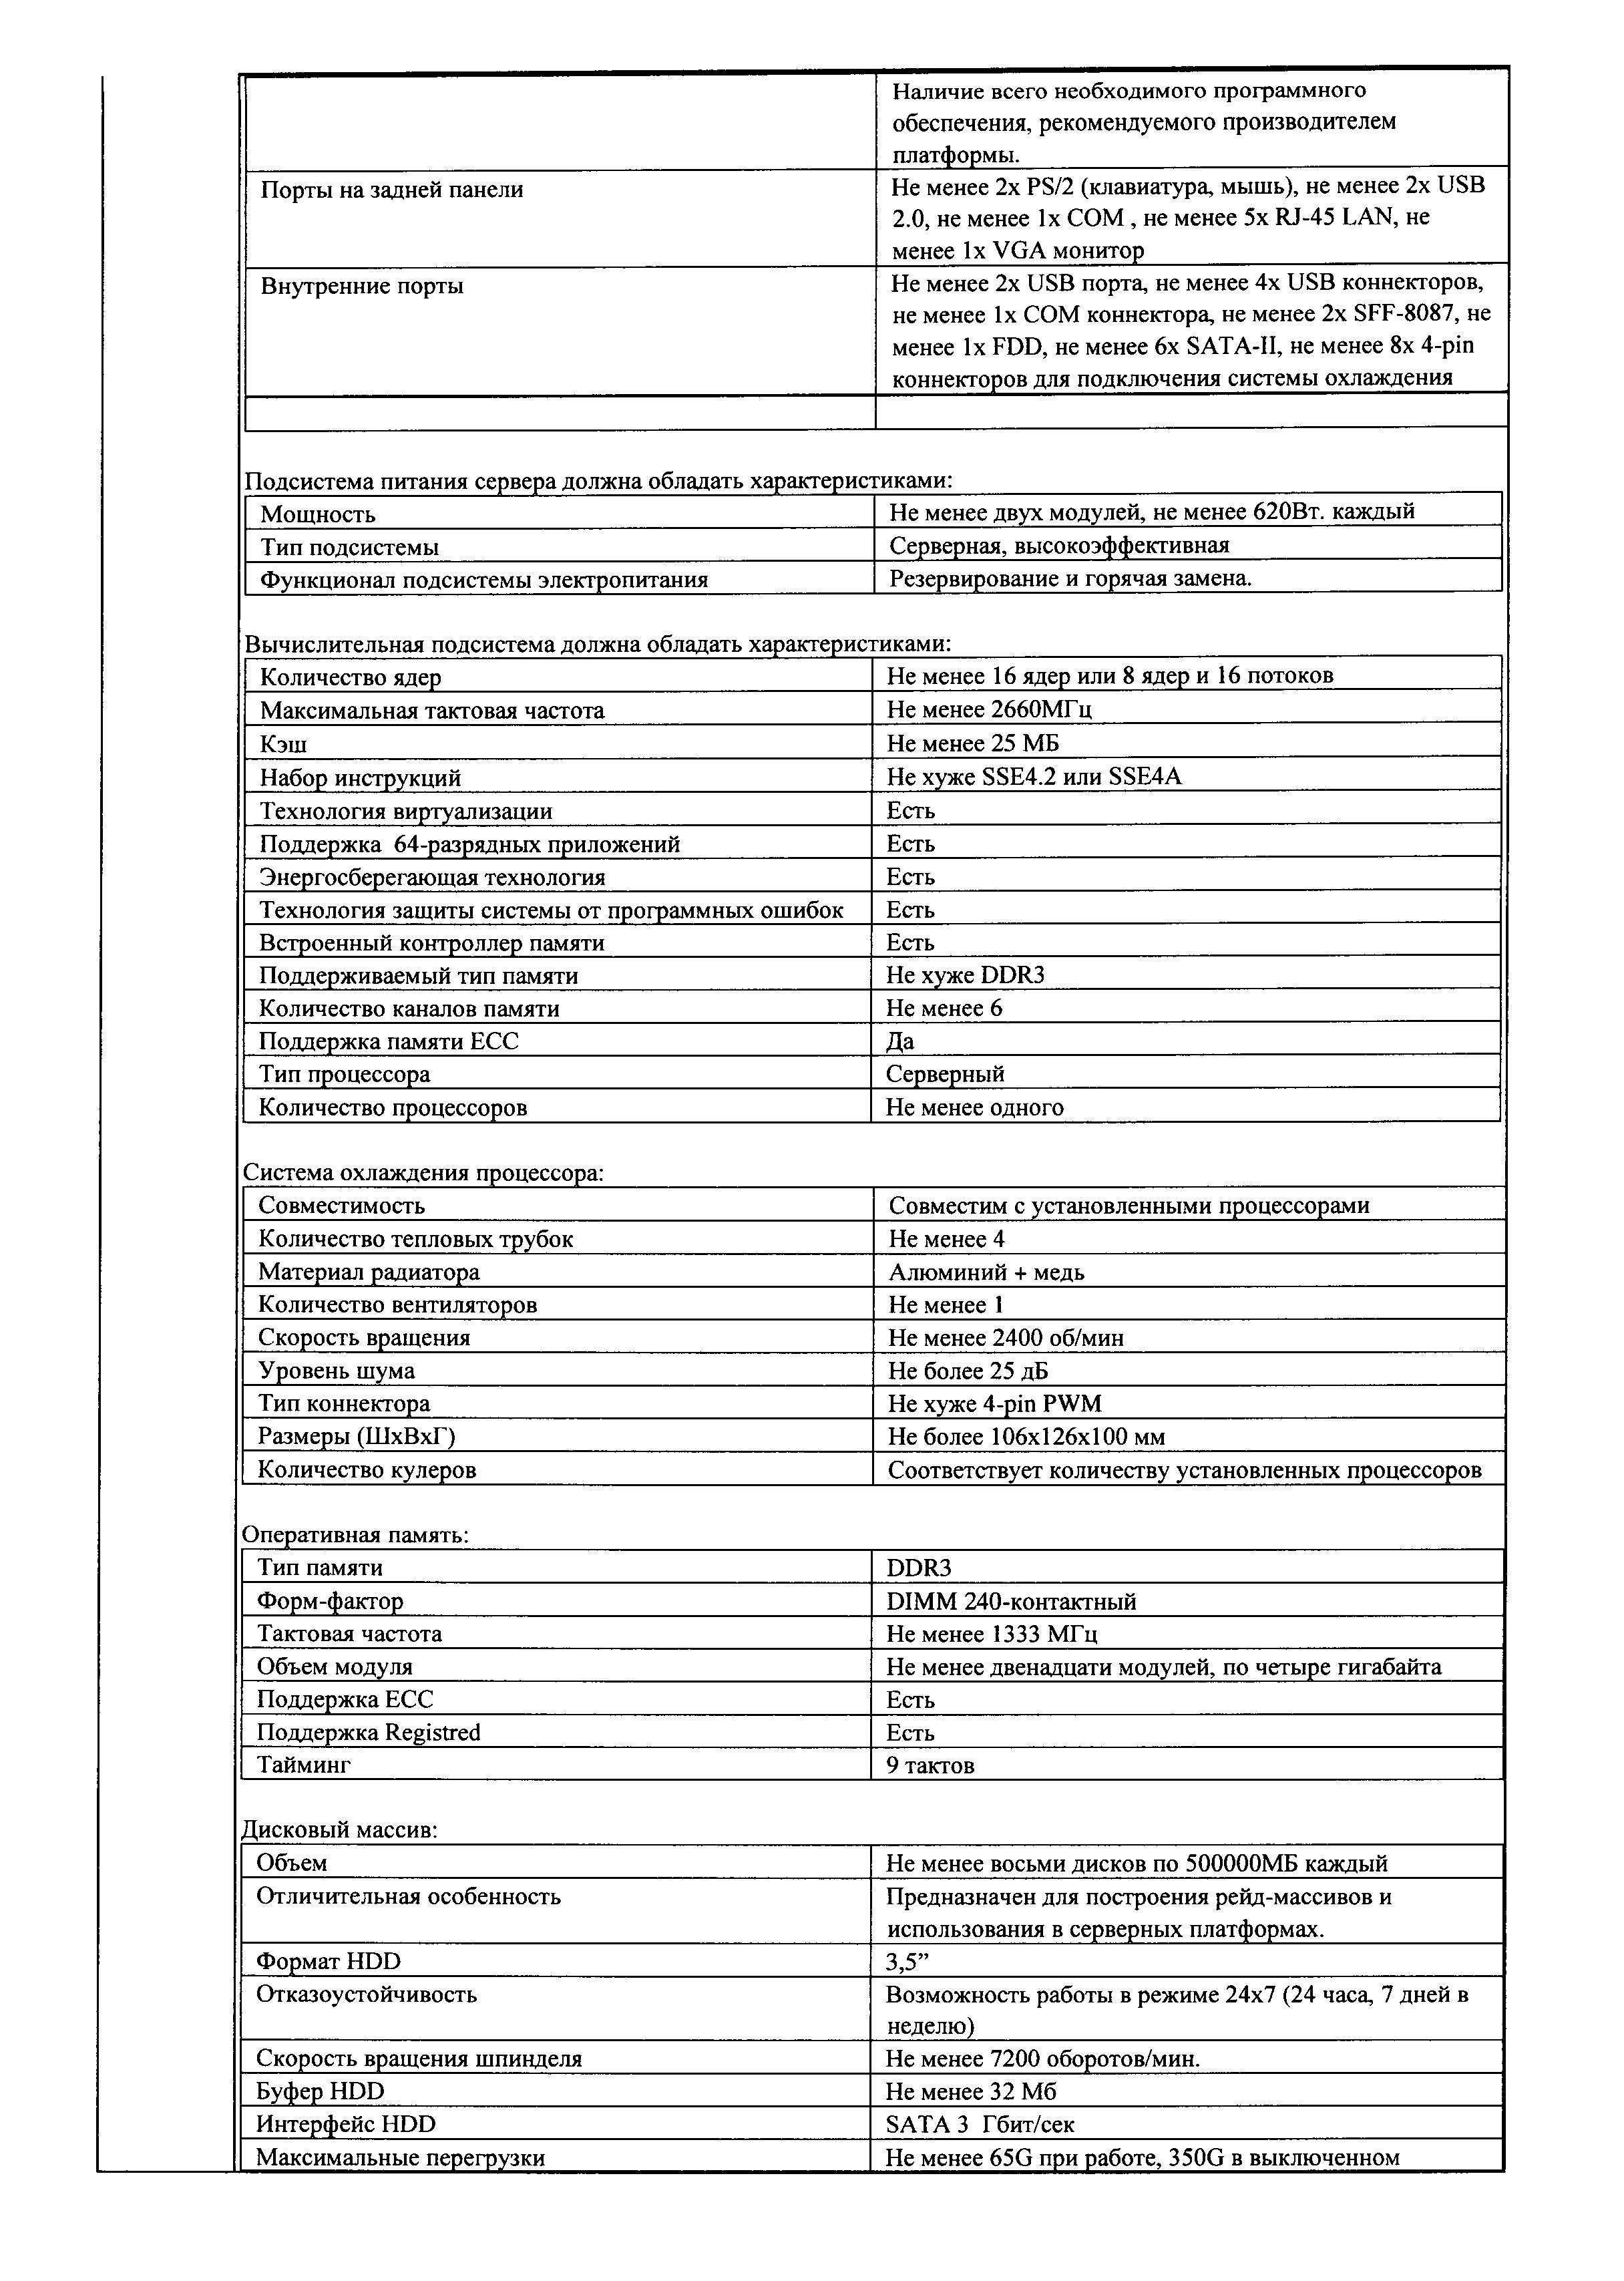 Наличие всего необходимого программного
обеспечения, рекомендуемого производителем
платформы.
Порты на задней панели
Не менее 2x PS/2 (клавиатура, мышь), не менее 2x USB
2.0, не менее 1x COM , не менее 5x RJ-45 LAN, не
менее 1x VGA монитор
Внутренние порты
Не менее 2x USB порта, не менее 4x USB коннекторов,
не менее 1x COM коннектора, не менее 2x SFF-8087, не
менее 1x FDD, не менее 6x SATA-II, не менее 8x 4-pin
коннекторов для подключения системы охлаждения
Подсистема питания сервера должна обладать характеристиками:
Мощность Не менее двух модулей, не менее 620Вт. каждый
Тип подсистемы Серверная, высокоэффективная
Функционал подсистемы электропитания Резервирование и горячая замена.
Вычислительная подсистема должна обладать характеристиками:
Количество ядер Не менее 16 ядер или 8 ядер и 16 потоков
Максимальная тактовая частота Не менее 2660МГц
Кэш Не менее 25 МБ
Набор инструкций Не хуже SSE4.2 или SSE4A
Технология виртуализации Есть
Поддержка 64-разрядных приложений Есть
Энергосберегающая технология Есть
Технология защиты системы от программных ошибок Есть
Встроенный контроллер памяти Есть
Поддерживаемый тип памяти Не хуже DDR3
Количество каналов памяти Не менее 6
Поддержка памяти ECC Да
Тип процессора Серверный
Количество процессоров Не менее одного
Система охлаждения процессора:
Совместимость Совместим с установленными процессорами
Количество тепловых трубок Не менее 4
Материал радиатора Алюминий + медь
Количество вентиляторов Не менее 1
Скорость вращения Не менее 2400 об/мин
Уровень шума Не более 25 дБ
Тип коннектора Не хуже 4-pin PWM
Размеры (ШхВхГ) Не более 106x126x100 мм
Количество кулеров Соответствует количеству установленных процессоров
Оперативная память:
Тип памяти DDR3
Форм-фактор DIMM 240-контактный
Тактовая частота Не менее 1333 МГц
Объем модуля Не менее двенадцати модулей, по четыре гигабайта
Поддержка ECC Есть
Поддержка Registred Есть
Тайминг 9 тактов
Дисковый массив:
Объем Не менее восьми дисков по 500000МБ каждый
Отличительная особенность Предназначен для построения рейд-массивов и
использования в серверных платформах.
Формат HDD 3,5”
Отказоустойчивость Возможность работы в режиме 24x7 (24 часа, 7 дней в
неделю)
Скорость вращения шпинделя Не менее 7200 оборотов/мин.
Буфер HDD Не менее 32 Мб
Интерфейс HDD SATA 3 Гбит/сек
Максимальные перегрузки Не менее 65G при работе, 350G в выключенном